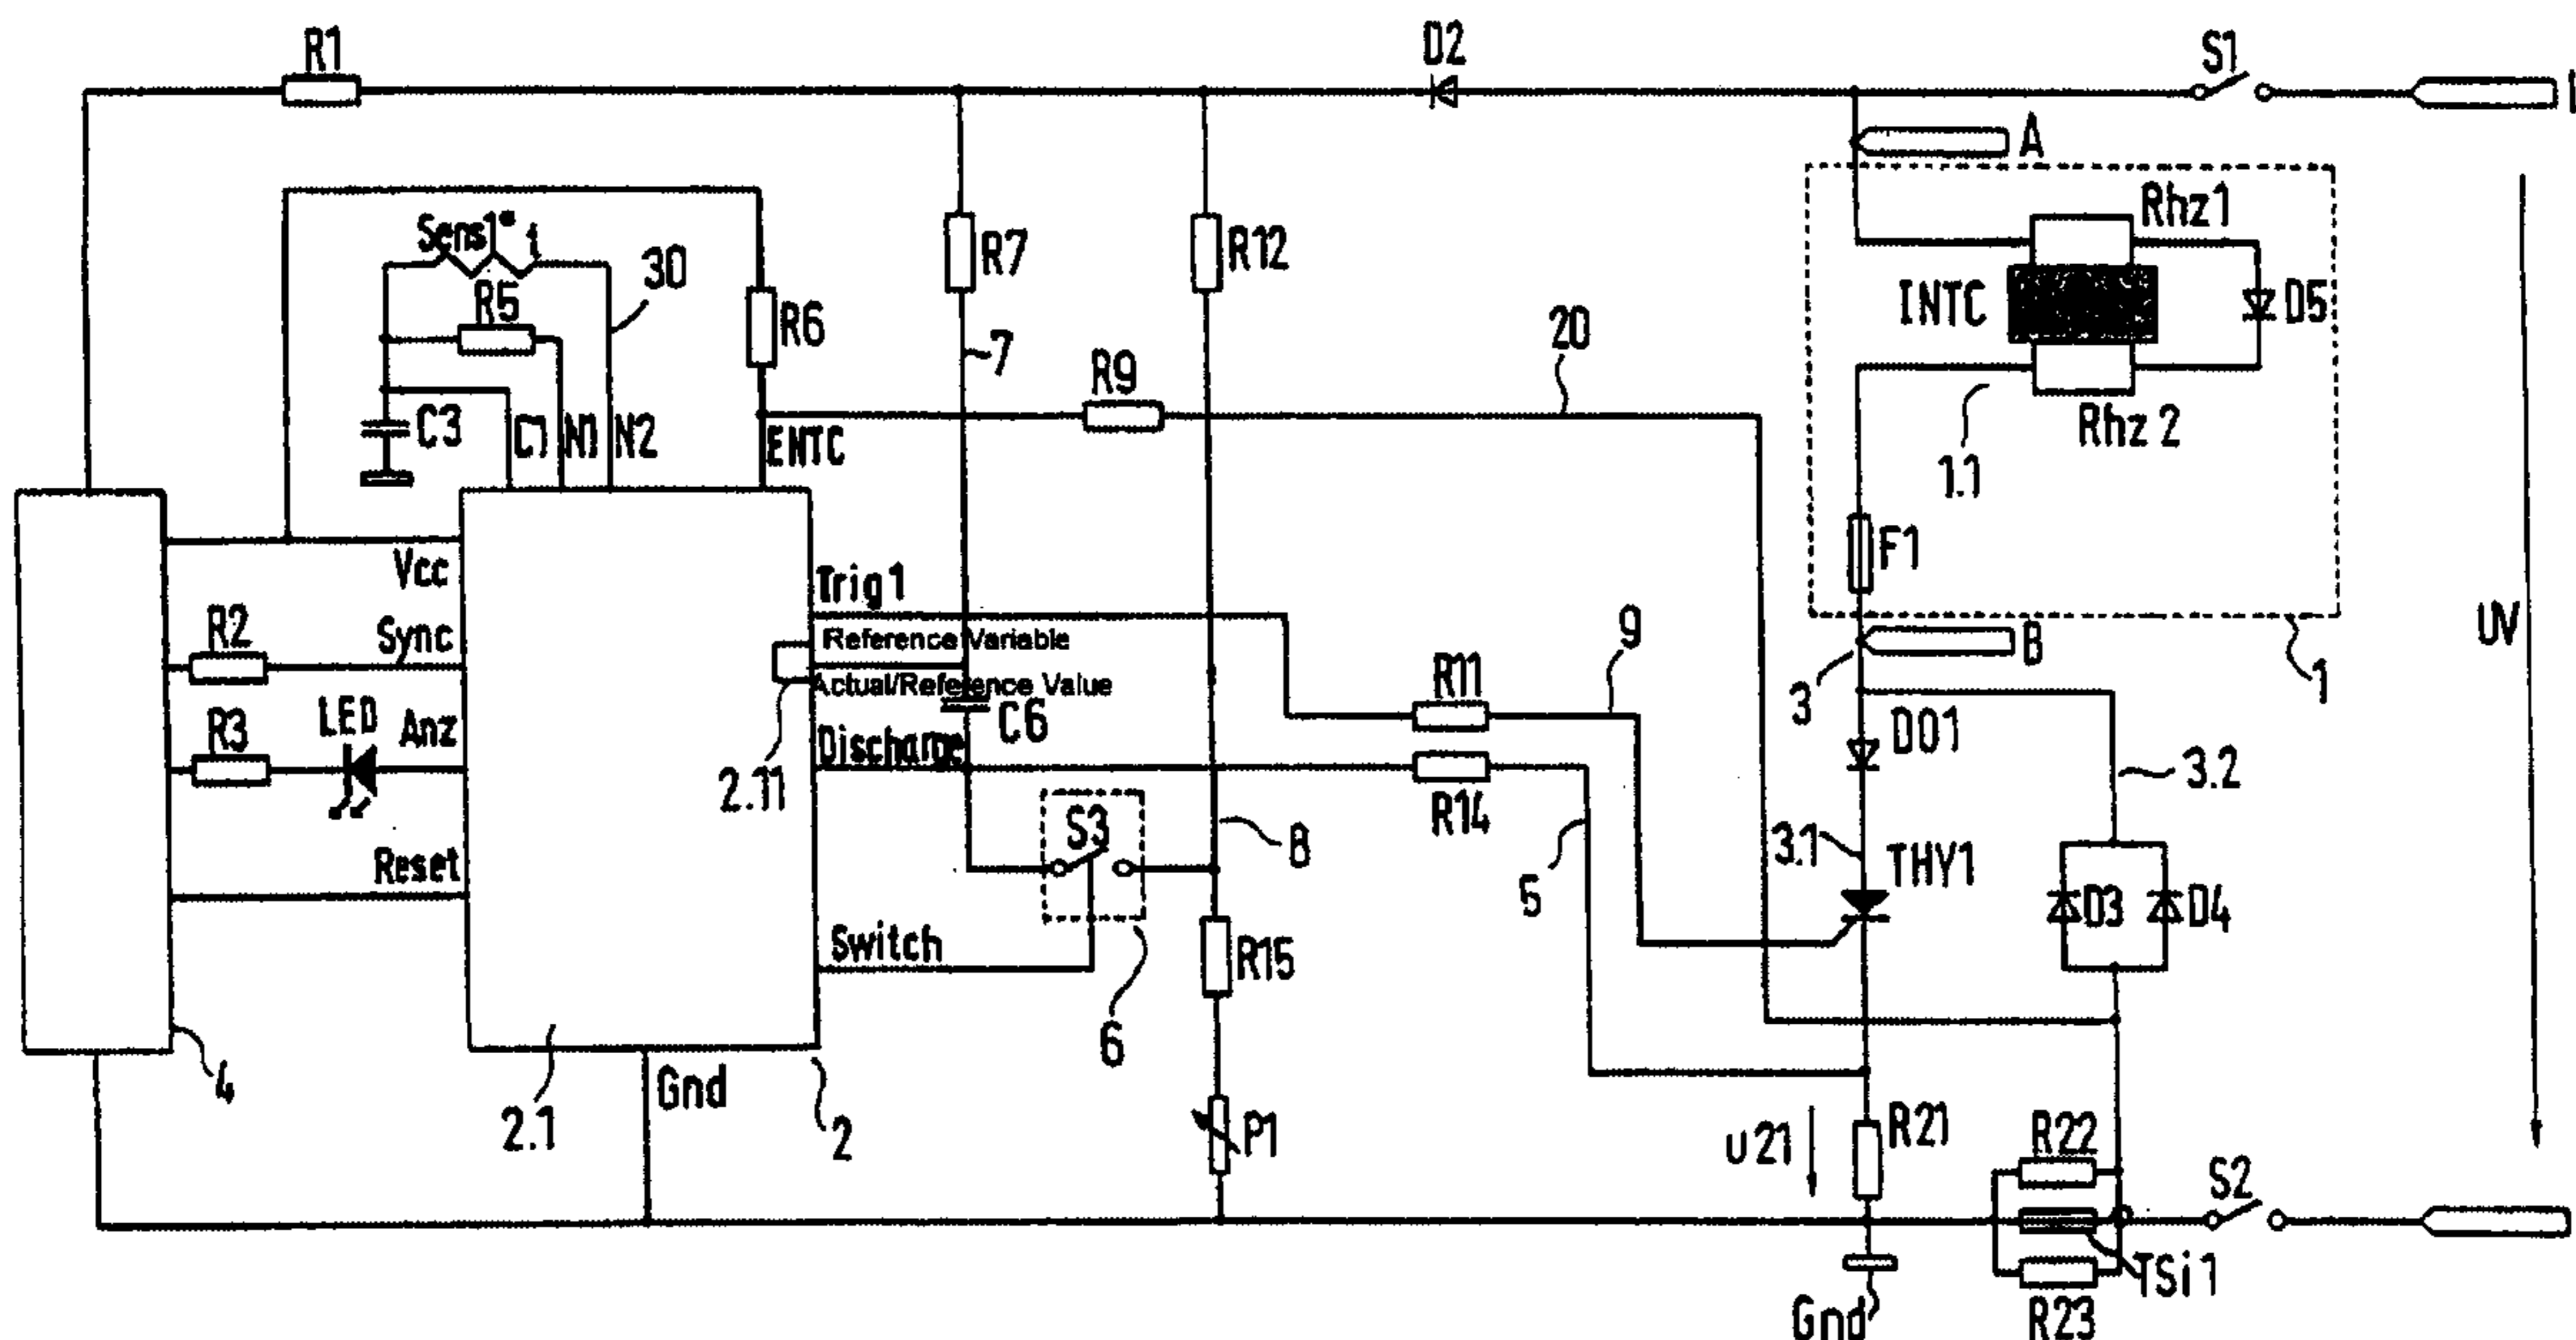 R1
D2
S1
A
Rhz1
Sens1*
t
30
R7
R12
INTC
D5
R5
R6
7
20
R9
C3
C1
N1
N2
ENTC
Rhz 2
1.1
F1
Vcc
Trig1
R2
Sync
Reference Variable
9
B
UV
Actual/Reference Value
R11
3
1
LED
R3
Anz
C6
D01
2.11
Discharge
3.2
R14
S3
8
3.1
THY1
Reset
5
D3
D4
Switch
R15
6
4
Gnd
2.1
2
P1
u21
R21
R22
S2
TSi1
Gnd
R23